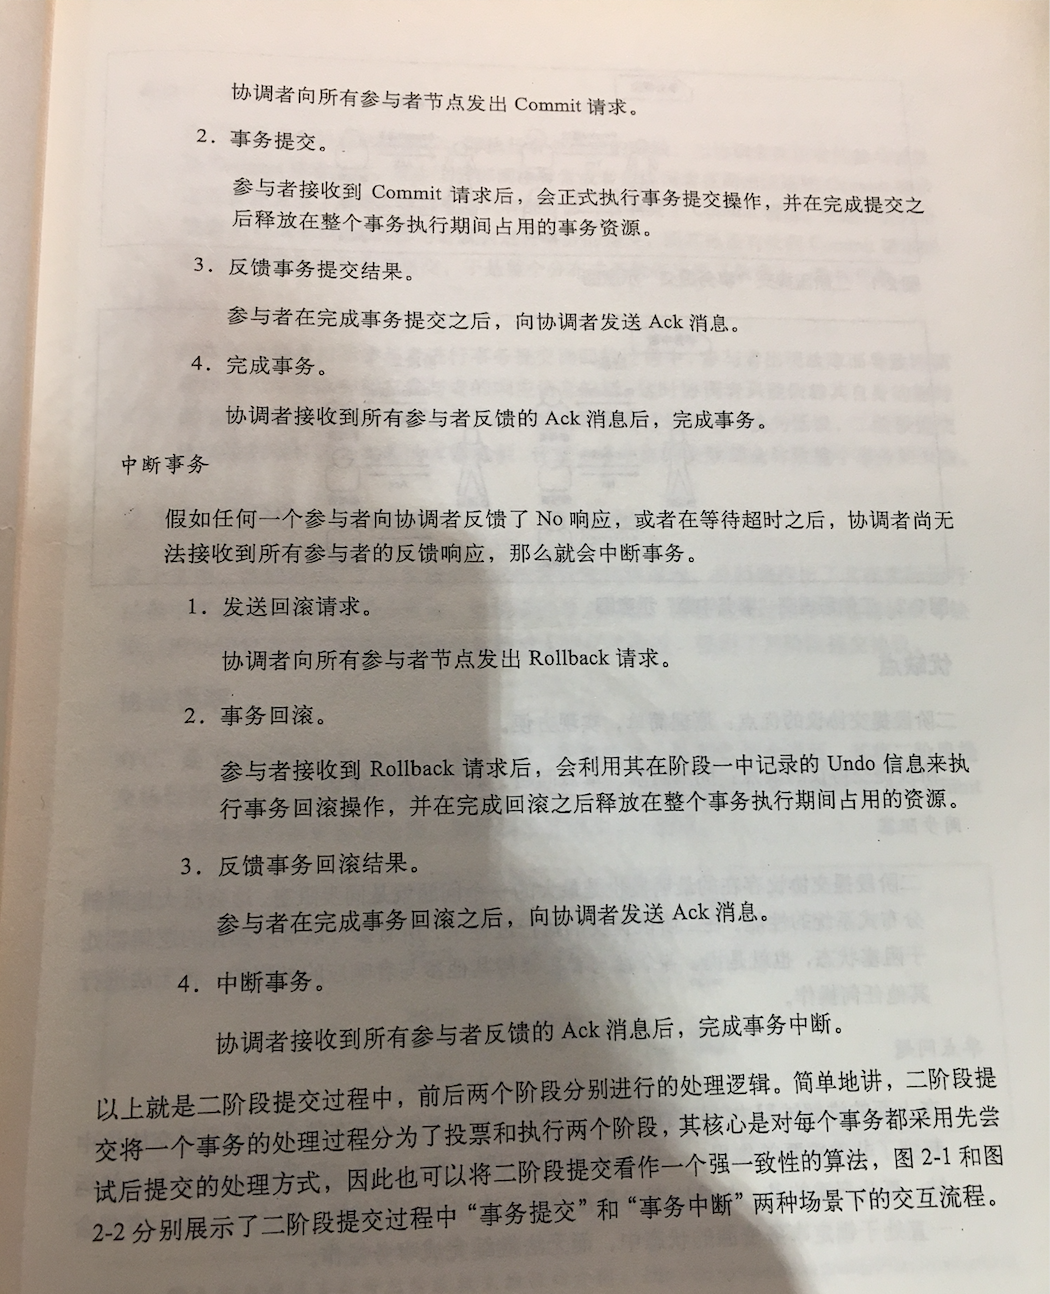 协调者向所有参与者节点发出 Commit 请求。
2. 事务提交。
参与者接收到 Commit 请求后，会正式执行事务提交操作，并在完成提交之
后释放在整个事务执行期间占用的事务资源。
3. 反馈事务提交结果。
参与者在完成事务提交之后，向协调者发送 Ack 消息。
4. 完成事务。
协调者接收到所有参与者反馈的 Ack 消息后，完成事务。
中断事务
假如任何一个参与者向协调者反馈了 No 响应，或者在等待超时之后，协调者尚无
法接收到所有参与者的反馈响应，那么就会中断事务。
1. 发送回滚请求。
协调者向所有参与者节点发出 Rollback 请求。
2. 事务回滚。
参与者接收到 Rollback 请求后，会利用其在阶段一中记录的 Undo 信息来执
行事务回滚操作，并在完成回滚之后释放在整个事务执行期间占用的资源。
3. 反馈事务回滚结果。
参与者在完成事务回滚之后，向协调者发送 Ack 消息。
4. 中断事务。
协调者接收到所有参与者反馈的 Ack 消息后，完成事务中断。
以上就是二阶段提交过程中，前后两个阶段分别进行的处理逻辑。简单地讲，二阶段提
交将一个事务的处理过程分为了投票和执行两个阶段，其核心是对每个事务都采用先尝
试后提交的处理方式，因此也可以将二阶段提交看作一个强一致性的算法，图 2-1 和图
2-2 分别展示了二阶段提交过程中“事务提交”和“事务中断”两种场景下的交互流程。